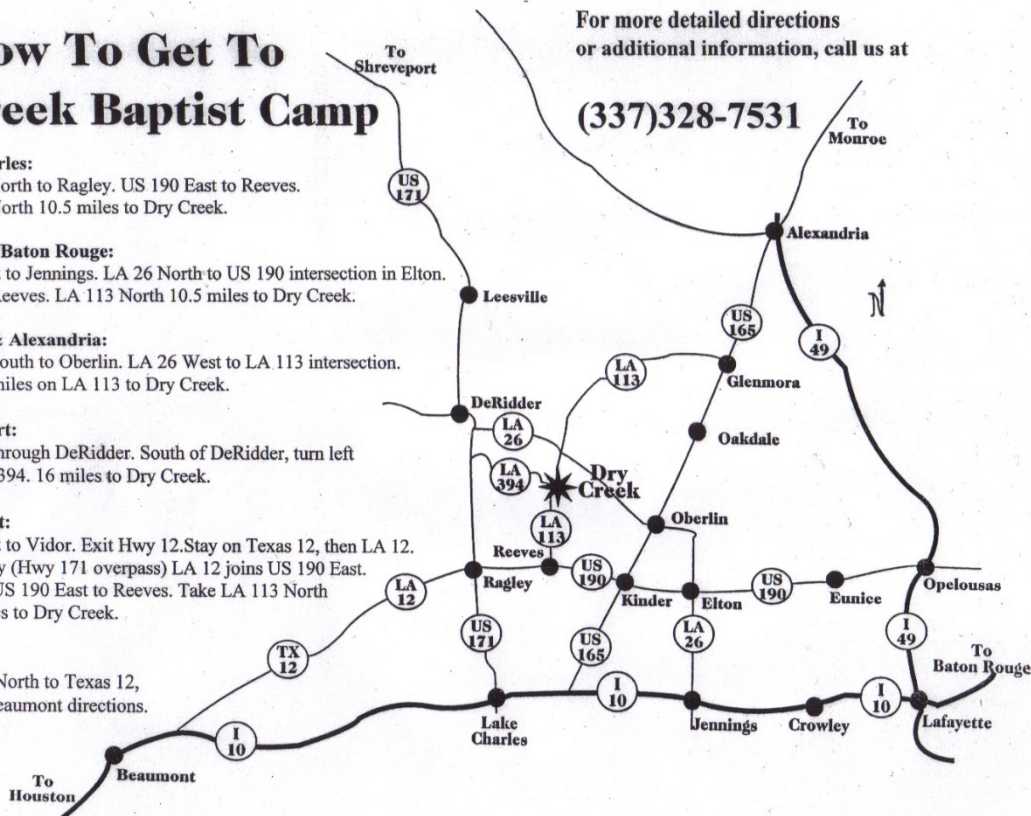 ow To Get To
reek Baptist Camp
For more detailed directions
or additional information, call us at
(337)328-7531
rles:
orth to Ragley. US 190 East to Reeves.
orth 10.5 miles to Dry Creek.
Baton Rouge:
t to Jennings. LA 26 North to US 190 intersection in Elton.
Reeves. LA 113 North 10.5 miles to Dry Creek.
& Alexandria:
outh to Oberlin. LA 26 West to LA 113 intersection.
miles on LA 113 to Dry Creek.
rt:
hrough DeRidder. South of DeRidder, turn left
394. 16 miles to Dry Creek.
t:
t to Vidor. Exit Hwy 12.Stay on Texas 12, then LA 12.
y (Hwy 171 overpass) LA 12 joins US 190 East.
US 190 East to Reeves. Take LA 113 North
s to Dry Creek.
North to Texas 12,
eaumont directions.
To
Shreveport
To
Monroe
US
171
Alexandria
N
Leesville
US
165
I
49
LA
113
Glenmora
DeRidder
LA
26
Oakdale
LA
394
Dry
Creek
LA
113
Oberlin
Reeves
Ragley
US
190
Kinder
Elton
US
190
Eunice
Opelousas
LA
12
US
171
US
165
LA
26
I
49
TX
12
To
Baton Rouge
I
10
I
10
I
10
Lake
Charles
Jennings
Crowley
Lafayette
Beaumont
To
Houston